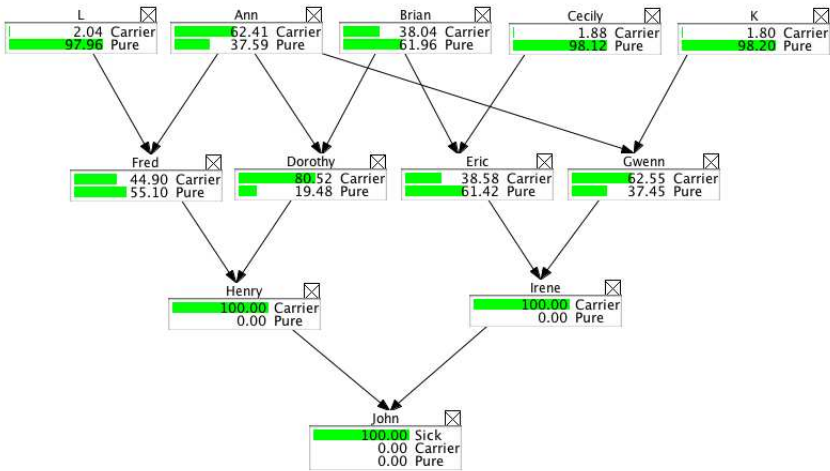 L
2.04 Carrier
97.96 Pure
Ann
62.41 Carrier
37.59 Pure
Brian
38.04 Carrier
61.96 Pure
Cecily
1.88 Carrier
98.12 Pure
K
1.80 Carrier
98.20 Pure
Fred
44.90 Carrier
55.10 Pure
Dorothy
80.52 Carrier
19.48 Pure
Eric
38.58 Carrier
61.42 Pure
Gwenn
62.55 Carrier
37.45 Pure
Henry
100.00 Carrier
0.00 Pure
Irene
100.00 Carrier
0.00 Pure
John
100.00 Sick
0.00 Carrier
0.00 Pure